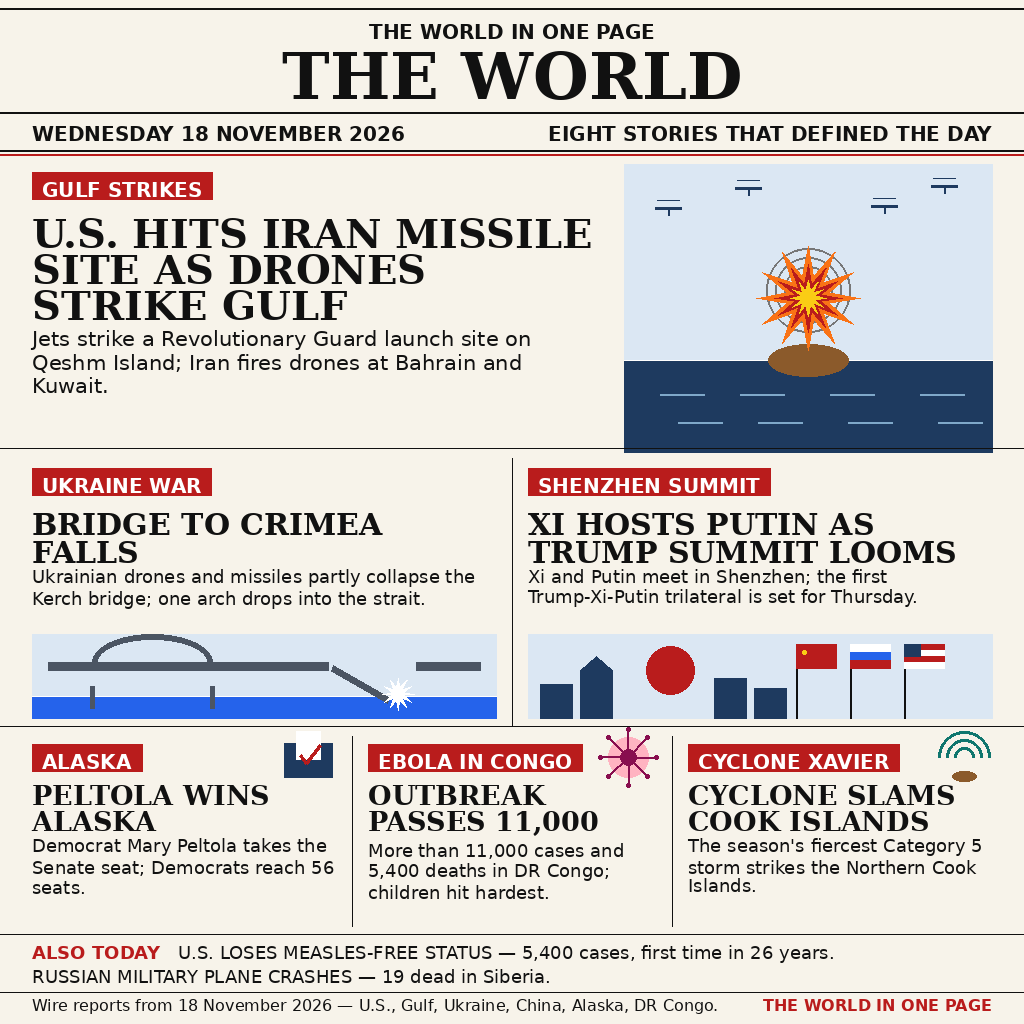 THE WORLD IN ONE PAGE
THE WORLD
WEDNESDAY 18 NOVEMBER 2026
EIGHT STORIES THAT DEFINED THE DAY
GULF STRIKES
U.S. HITS IRAN MISSILE
SITE AS DRONES
STRIKE GULF
Jets strike a Revolutionary Guard launch site on
Qeshm Island; Iran fires drones at Bahrain and
Kuwait.
UKRAINE WAR
BRIDGE TO CRIMEA
FALLS
Ukrainian drones and missiles partly collapse the
Kerch bridge; one arch drops into the strait.
SHENZHEN SUMMIT
XI HOSTS PUTIN AS
TRUMP SUMMIT LOOMS
Xi and Putin meet in Shenzhen; the first
Trump-Xi-Putin trilateral is set for Thursday.
ALASKA
PELTOLA WINS
ALASKA
Democrat Mary Peltola takes the
Senate seat; Democrats reach 56
seats.
EBOLA IN CONGO
OUTBREAK
PASSES 11,000
More than 11,000 cases and
5,400 deaths in DR Congo;
children hit hardest.
CYCLONE XAVIER
CYCLONE SLAMS
COOK ISLANDS
The season's fiercest Category 5
storm strikes the Northern Cook
Islands.
ALSO TODAY U.S. LOSES MEASLES-FREE STATUS — 5,400 cases, first time in 26 years.
RUSSIAN MILITARY PLANE CRASHES — 19 dead in Siberia.
Wire reports from 18 November 2026 — U.S., Gulf, Ukraine, China, Alaska, DR Congo.
THE WORLD IN ONE PAGE